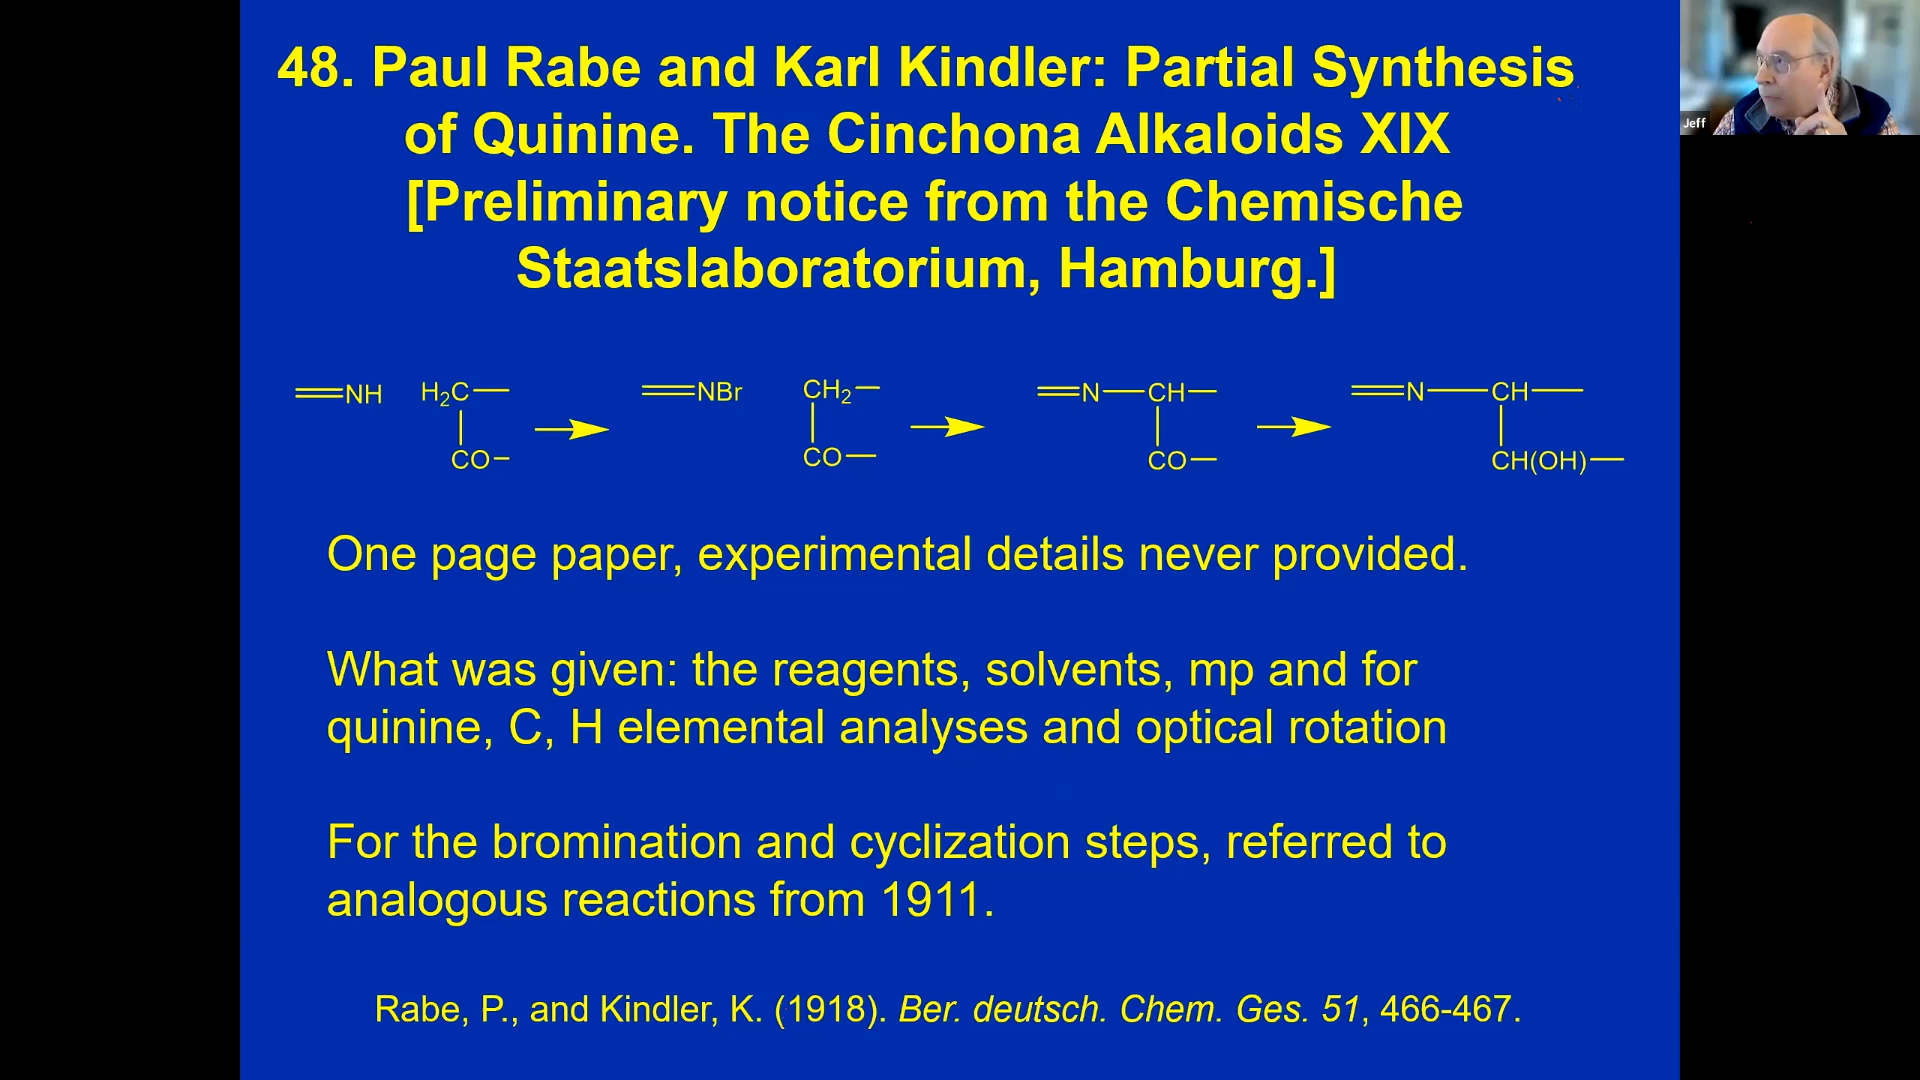 48. Paul Rabe and Karl Kindler: Partial Synthesis
of Quinine. The Cinchona Alkaloids XIX
[Preliminary notice from the Chemische
Staatslaboratorium, Hamburg.]
Jeff
=NH H₂C— =NBr CH₂— =N—CH— =N—CH—
CO— CO— CO— CH(OH)—
One page paper, experimental details never provided.
What was given: the reagents, solvents, mp and for
quinine, C, H elemental analyses and optical rotation
For the bromination and cyclization steps, referred to
analogous reactions from 1911.
Rabe, P., and Kindler, K. (1918). Ber. deutsch. Chem. Ges. 51, 466-467.